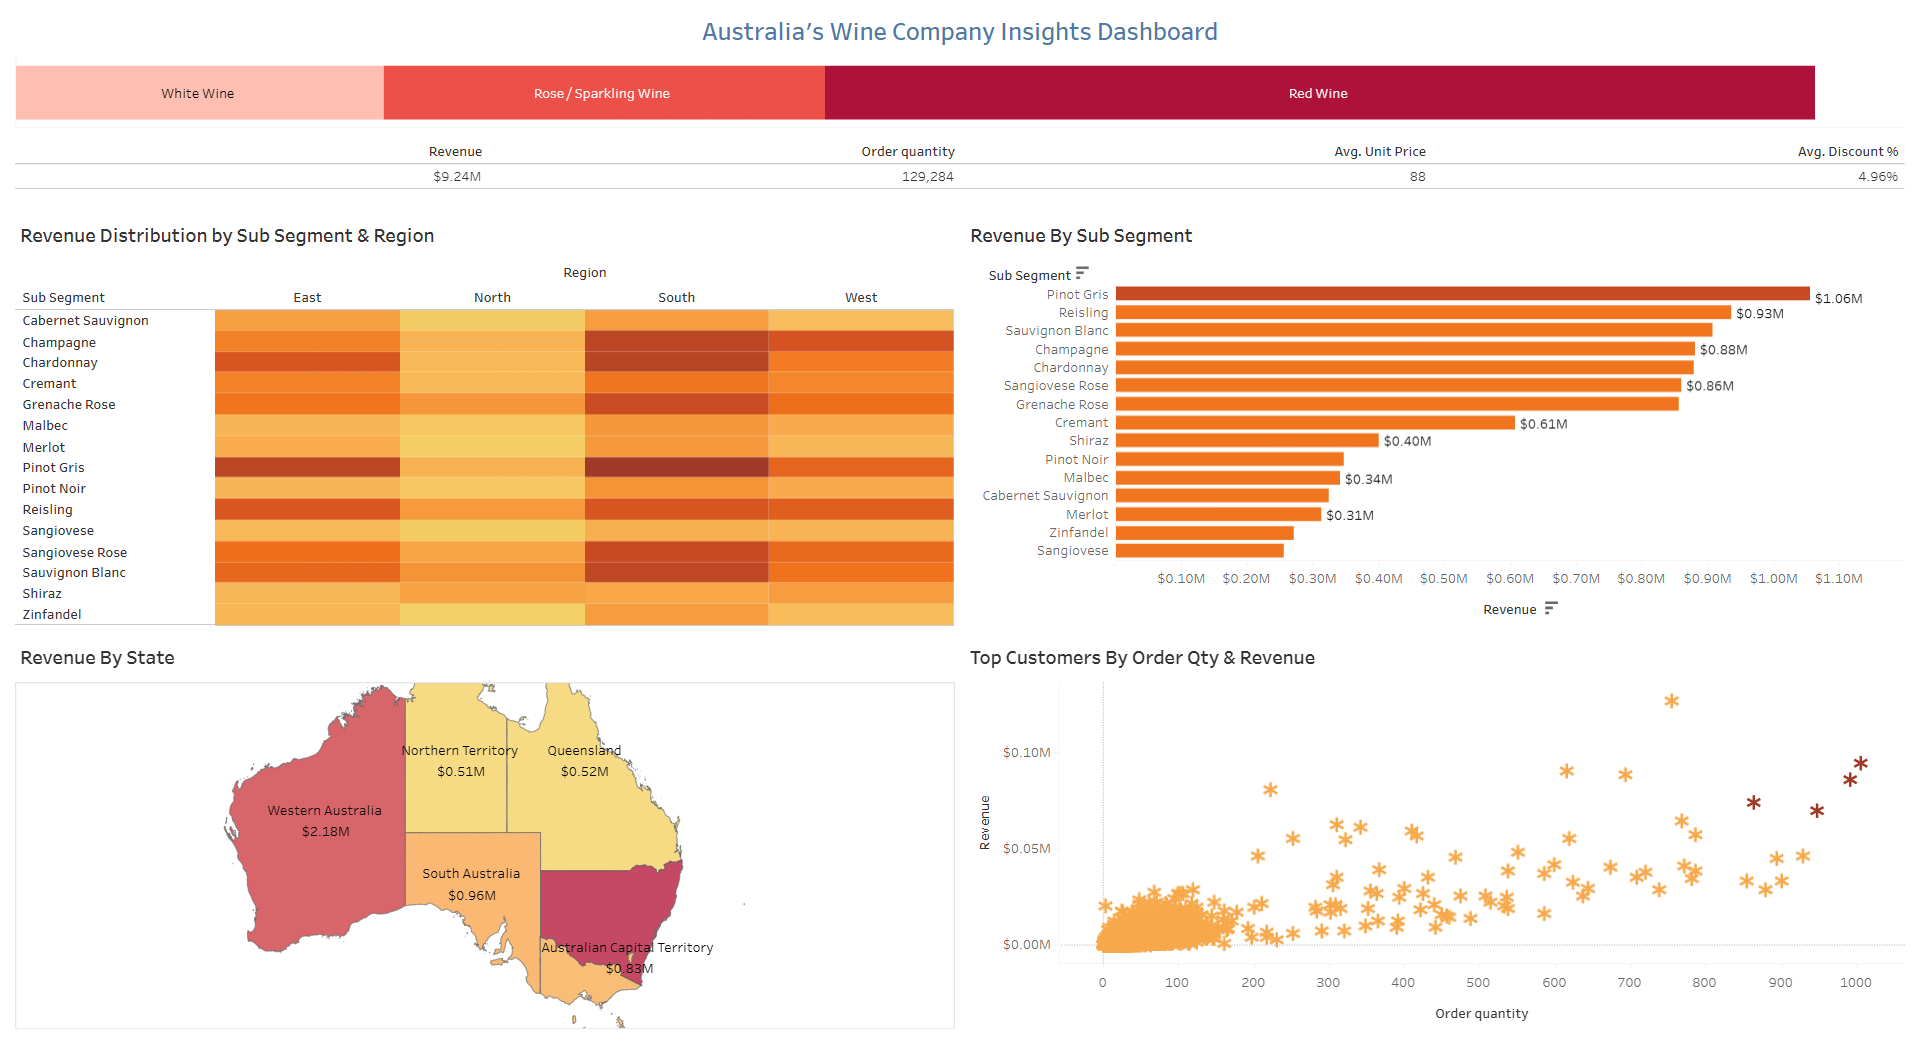 Australia’s Wine Company Insights Dashboard
White Wine Rose / Sparkling Wine Red Wine
Revenue Order quantity Avg. Unit Price Avg. Discount %
$9.24M 129,284 88 4.96%
Revenue Distribution by Sub Segment & Region
Region
Sub Segment East North South West
Cabernet Sauvignon
Champagne
Chardonnay
Cremant
Grenache Rose
Malbec
Merlot
Pinot Gris
Pinot Noir
Reisling
Sangiovese
Sangiovese Rose
Sauvignon Blanc
Shiraz
Zinfandel
Revenue By Sub Segment
Sub Segment
Pinot Gris $1.06M
Reisling $0.93M
Sauvignon Blanc
Champagne $0.88M
Chardonnay
Sangiovese Rose $0.86M
Grenache Rose
Cremant $0.61M
Shiraz $0.40M
Pinot Noir
Malbec $0.34M
Cabernet Sauvignon
Merlot $0.31M
Zinfandel
Sangiovese
$0.10M $0.20M $0.30M $0.40M $0.50M $0.60M $0.70M $0.80M $0.90M $1.00M $1.10M
Revenue
Revenue By State
Northern Territory
$0.51M
Queensland
$0.52M
Western Australia
$2.18M
South Australia
$0.96M
Australian Capital Territory
$0.83M
Top Customers By Order Qty & Revenue
Revenue
$0.10M
$0.05M
$0.00M
0 100 200 300 400 500 600 700 800 900 1000
Order quantity